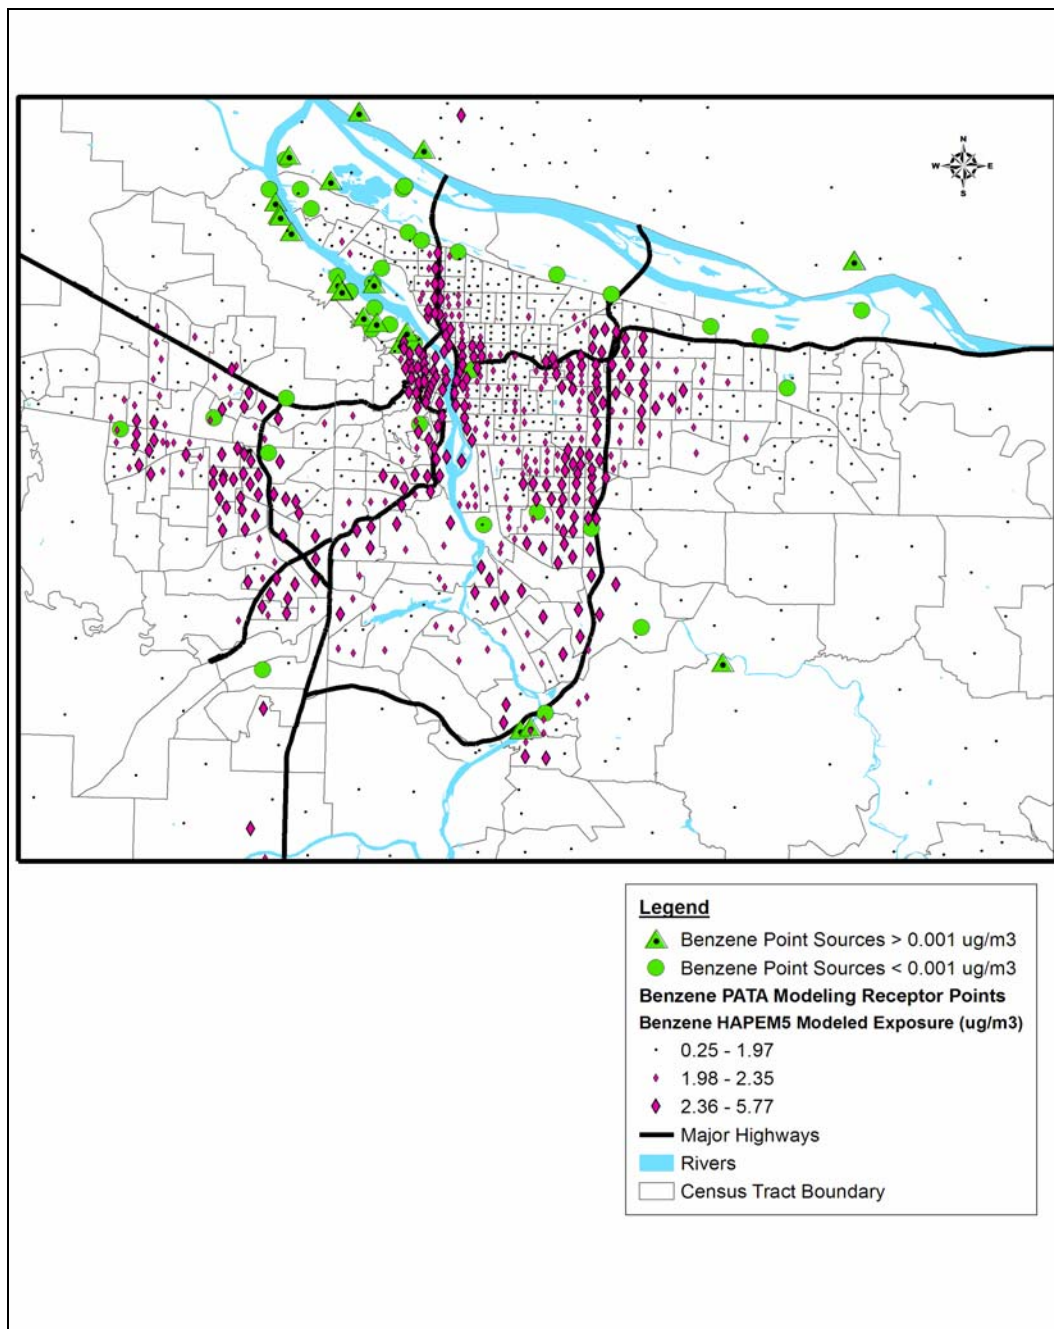 N
W E
S
Legend
Benzene Point Sources > 0.001 ug/m3
Benzene Point Sources < 0.001 ug/m3
Benzene PATA Modeling Receptor Points
Benzene HAPEM5 Modeled Exposure (ug/m3)
0.25 - 1.97
1.98 - 2.35
2.36 - 5.77
Major Highways
Rivers
Census Tract Boundary